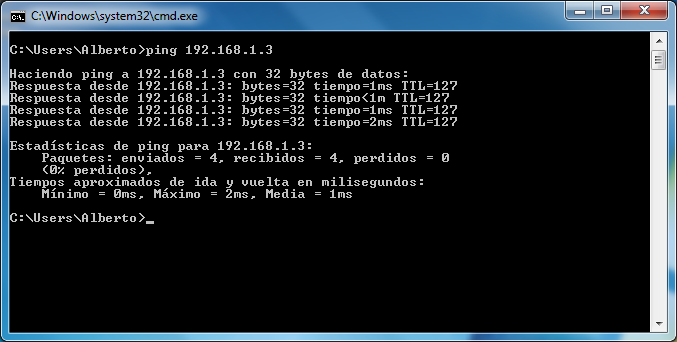 C:\Windows\system32\cmd.exe
C:\Users\Alberto>ping 192.168.1.3
Haciendo ping a 192.168.1.3 con 32 bytes de datos:
Respuesta desde 192.168.1.3: bytes=32 tiempo=1ms TTL=127
Respuesta desde 192.168.1.3: bytes=32 tiempo<1m TTL=127
Respuesta desde 192.168.1.3: bytes=32 tiempo=1ms TTL=127
Respuesta desde 192.168.1.3: bytes=32 tiempo=2ms TTL=127
Estadísticas de ping para 192.168.1.3:
Paquetes: enviados = 4, recibidos = 4, perdidos = 0
(0% perdidos),
Tiempos aproximados de ida y vuelta en milisegundos:
Mínimo = 0ms, Máximo = 2ms, Media = 1ms
C:\Users\Alberto>_